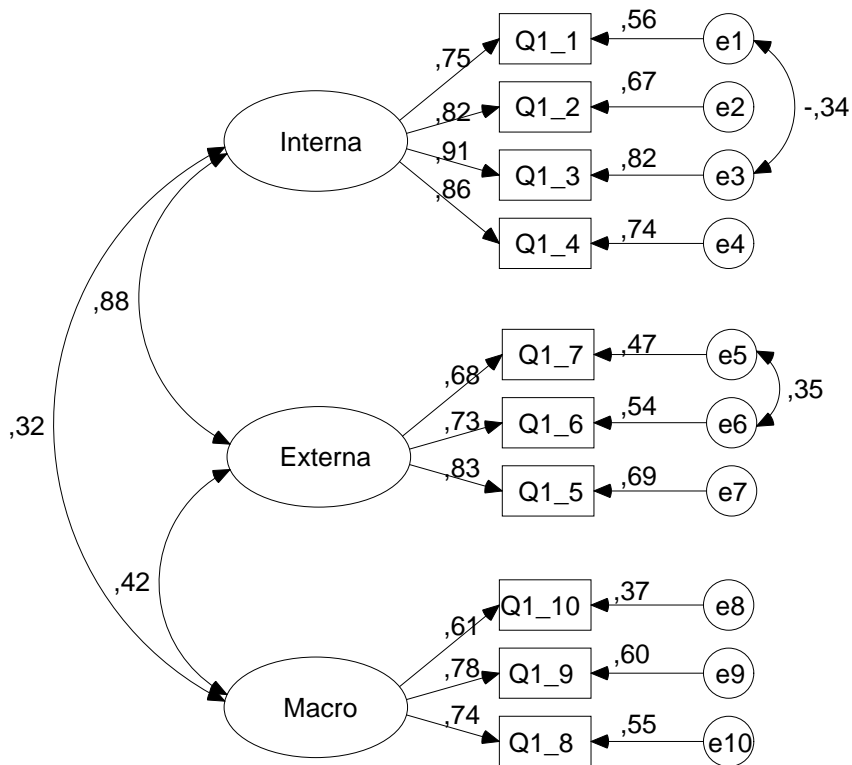 ,56
Q1_1
e1
,75
,67
Q1_2
e2
-,34
,82
Interna
,91
,82
Q1_3
e3
,86
,74
Q1_4
e4
,88
,47
Q1_7
e5
,68
,35
,54
Q1_6
e6
,73
,32
Externa
,83
,69
Q1_5
e7
,42
,37
Q1_10
e8
,61
,60
Q1_9
e9
,78
Macro
,74
,55
Q1_8
e10